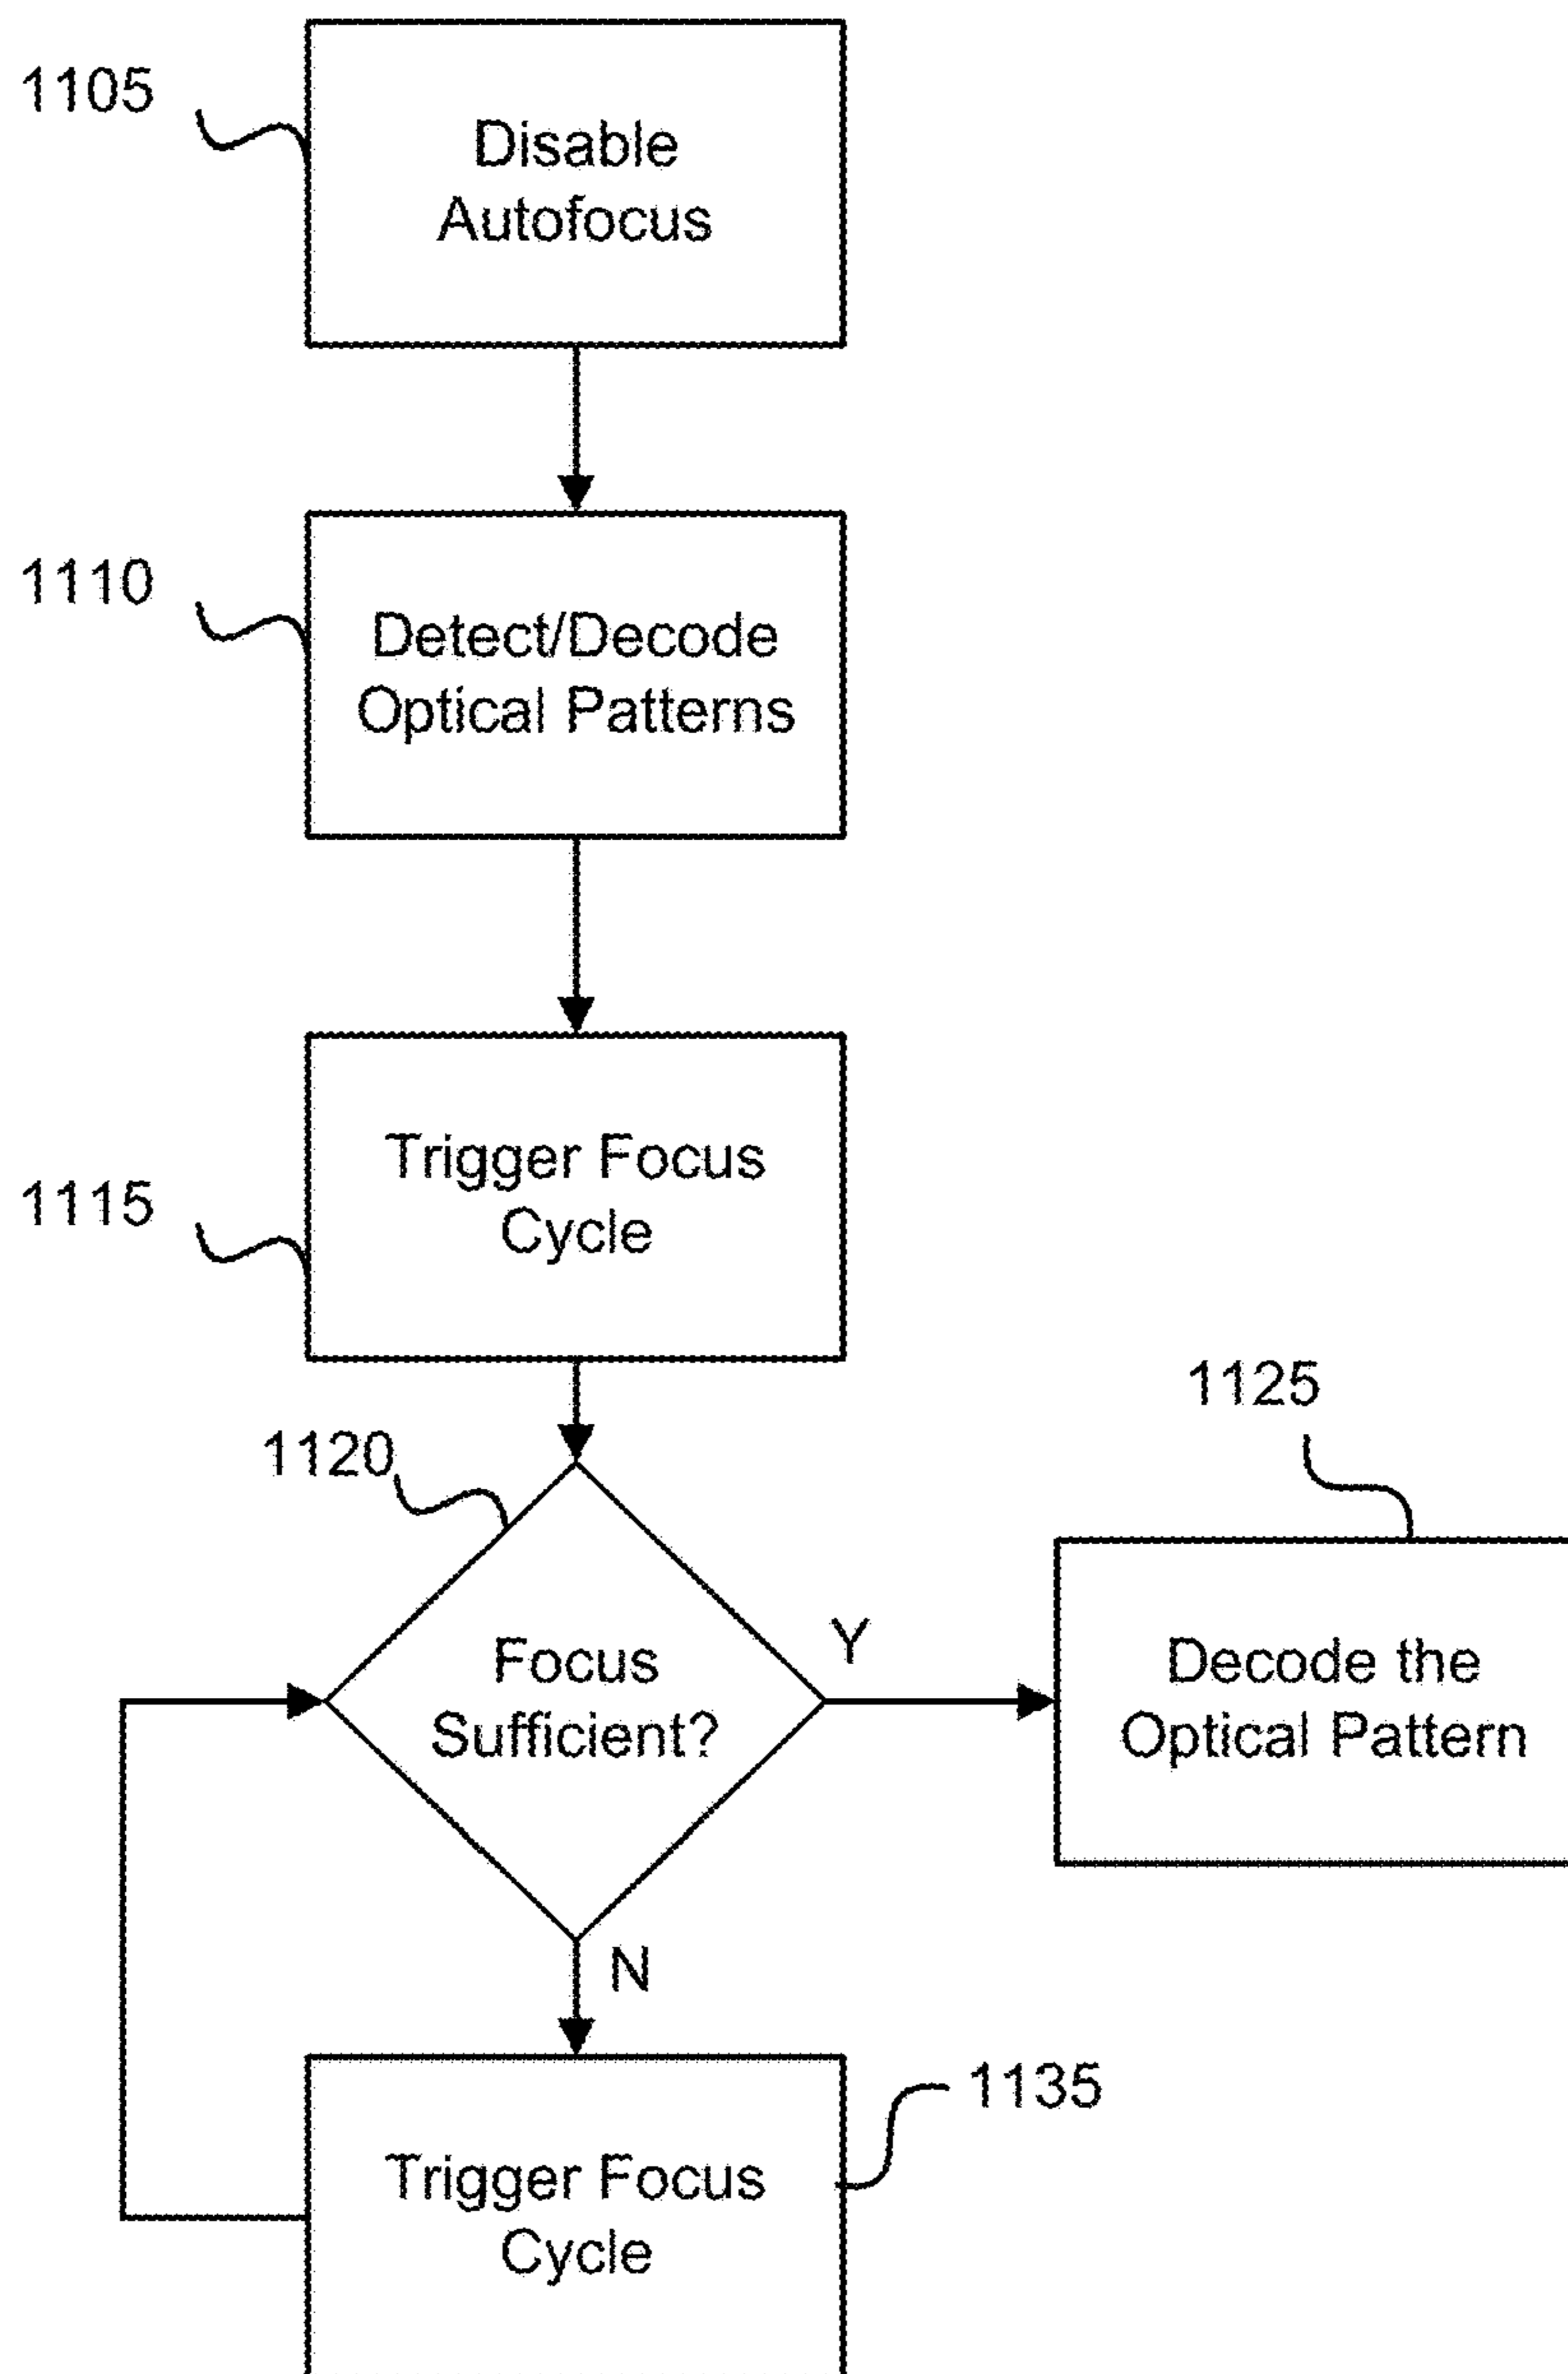 1105
Disable
Autofocus
1110
Detect/Decode
Optical Patterns
Trigger Focus
Cycle
1115
1125
1120
Y
Focus
Sufficient?
Decode the
Optical Pattern
N
1135
Trigger Focus
Cycle